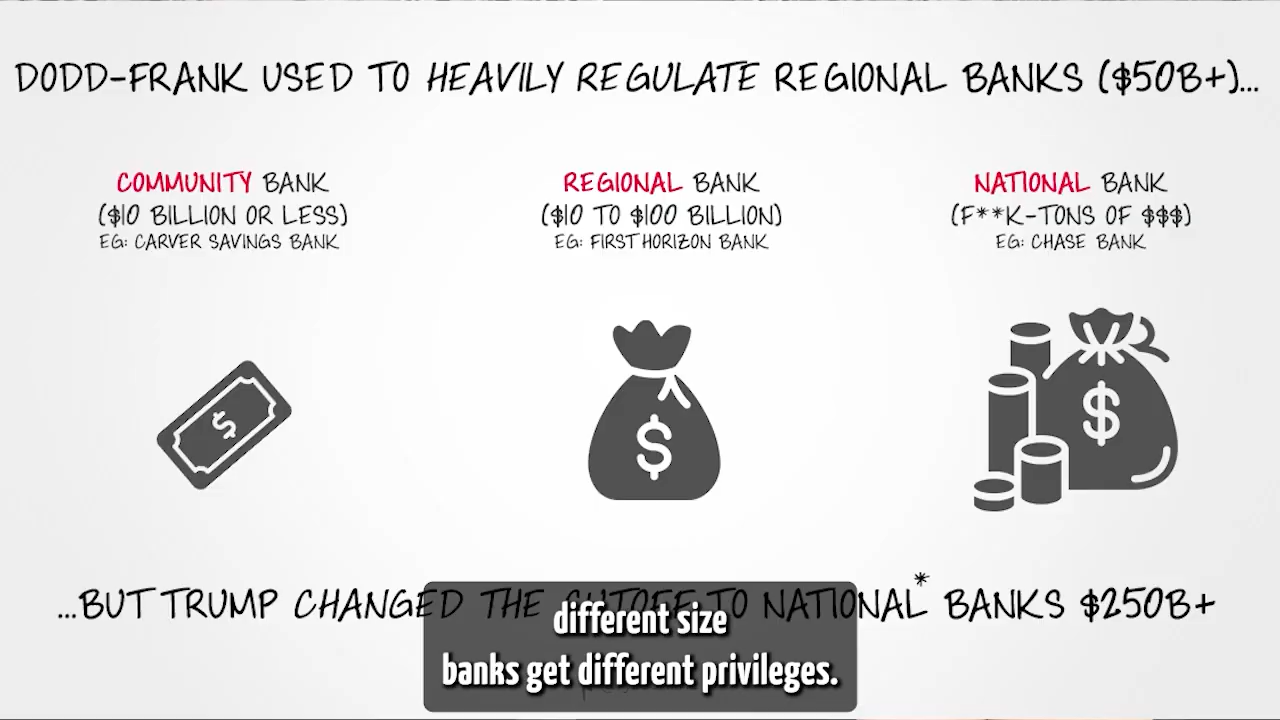 DODD-FRANK USED TO HEAVILY REGULATE REGIONAL BANKS ($50B+)...
COMMUNITY BANK
($10 BILLION OR LESS)
EG: CARVER SAVINGS BANK
REGIONAL BANK
($10 TO $100 BILLION)
EG: FIRST HORIZON BANK
NATIONAL BANK
(F**K-TONS OF $$$)
EG: CHASE BANK
$
$
$
...BUT TRUMP CHANGED THE CUTOFF TO NATIONAL* BANKS $250B+
different size
banks get different privileges.